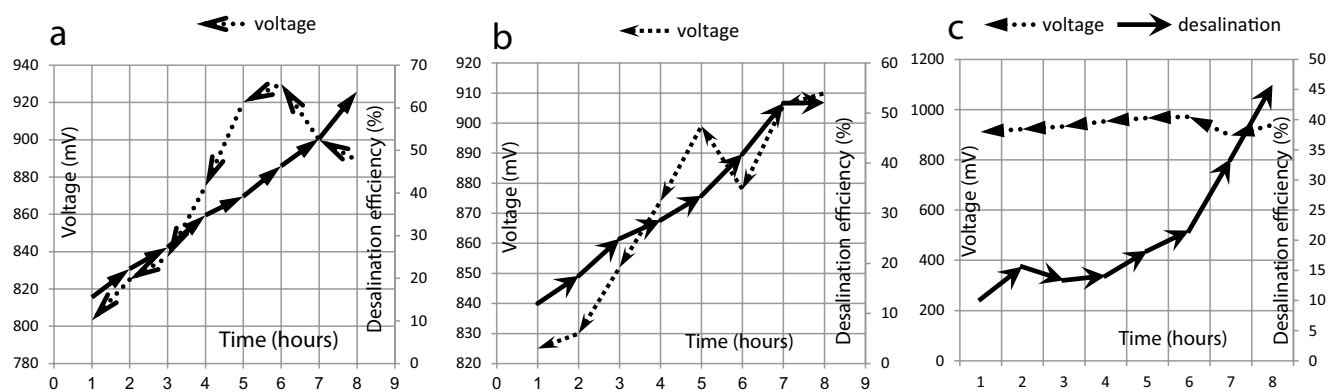 a
voltage
940
920
900
880
860
840
820
800
780
Voltage (mV)
70
60
50
40
30
20
10
0
Desalination efficiency (%)
Time (hours)
0 1 2 3 4 5 6 7 8 9
b
voltage
920
910
900
890
880
870
860
850
840
830
820
Voltage (mV)
60
50
40
30
20
10
0
Desalination efficiency (%)
Time (hours)
0 1 2 3 4 5 6 7 8 9
c
voltage desalination
1200
1000
800
600
400
200
0
Voltage (mV)
50
45
40
35
30
25
20
15
10
5
0
Desalination efficiency (%)
Time (hours)
1 2 3 4 5 6 7 8